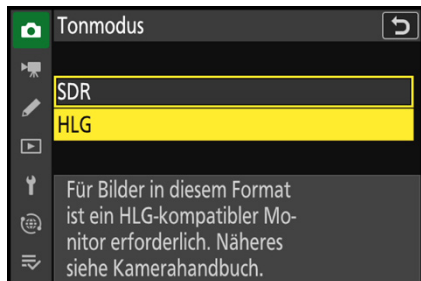 Tonmodus
SDR
HLG
Für Bilder in diesem Format
ist ein HLG-kompatibler Mo-
nitor erforderlich. Näheres
siehe Kamerahandbuch.